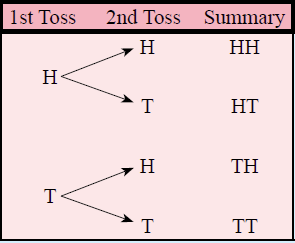 1st Toss 2nd Toss Summary
H HH
H
T HT
H TH
T
T TT